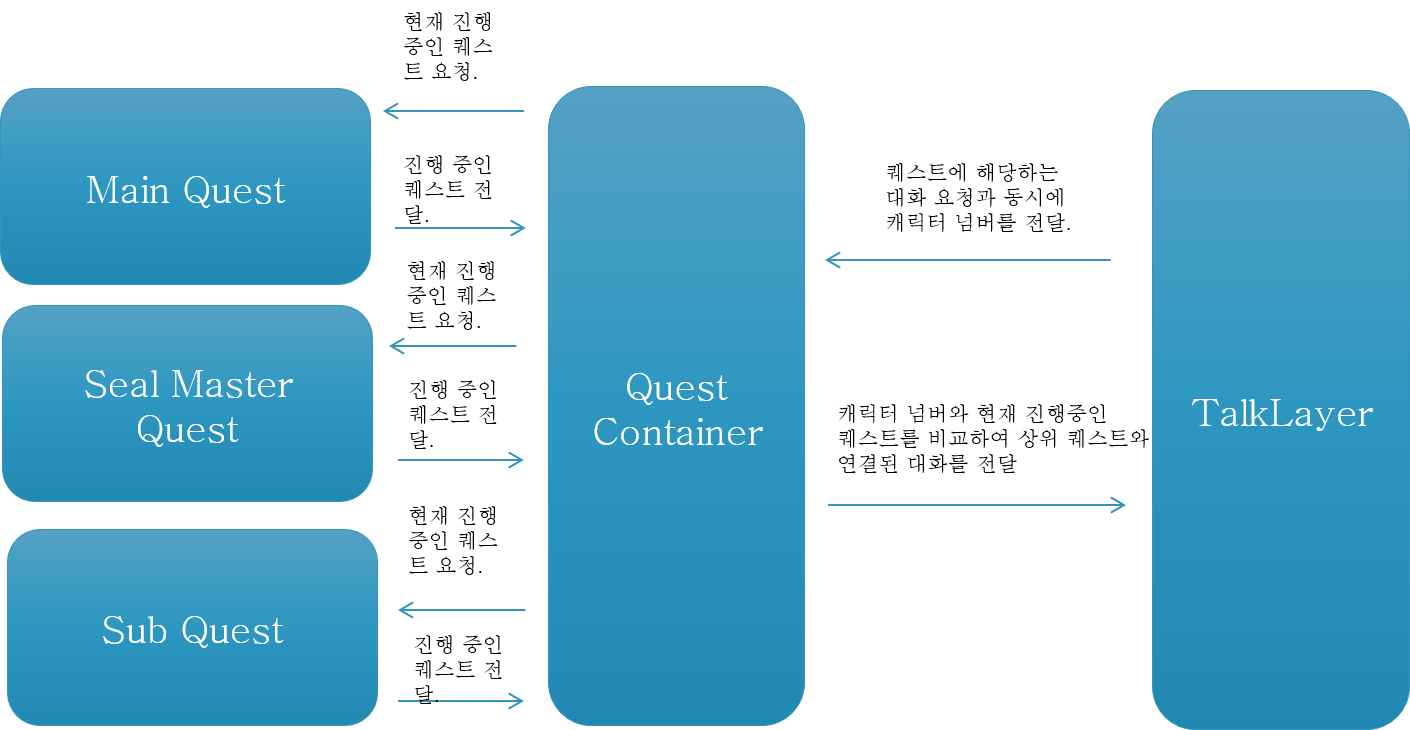 현재 진행
중인 퀘스
트 요청.
Main Quest
진행 중인
퀘스트 전
달.
현재 진행
중인 퀘스
트 요청.
Seal Master
Quest
진행 중인
퀘스트 전
달.
현재 진행
중인 퀘스
트 요청.
Sub Quest
진행 중인
퀘스트 전
달.
Quest
Container
퀘스트에 해당하는
대화 요청과 동시에
캐릭터 넘버를 전달.
캐릭터 넘버와 현재 진행중인
퀘스트를 비교하여 상위 퀘스트와
연결된 대화를 전달
TalkLayer